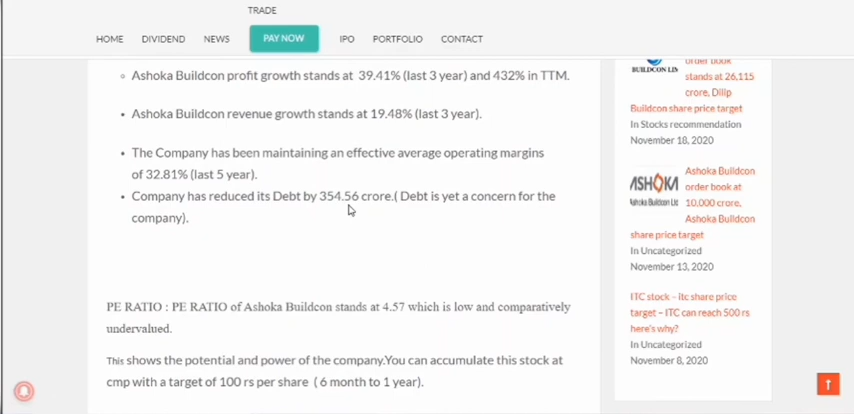 TRADE
HOME DIVIDEND NEWS PAY NOW IPO PORTFOLIO CONTACT
Ashoka Buildcon profit growth stands at 39.41% (last 3 year) and 432% in TTM.
Ashoka Buildcon revenue growth stands at 19.48% (last 3 year).
The Company has been maintaining an effective average operating margins
of 32.81% (last 5 year).
Company has reduced its Debt by 354.56 crore.( Debt is yet a concern for the
company).
PE RATIO : PE RATIO of Ashoka Buildcon stands at 4.57 which is low and comparatively
undervalued.
This shows the potential and power of the company.You can accumulate this stock at
cmp with a target of 100 rs per share ( 6 month to 1 year).
BUILDCON LIM
order book
stands at 26,115
crore, Dilip
Buildcon share price target
In Stocks recommendation
November 18, 2020
ASHOKA
Ashoka Buildcon Ltd
Ashoka Buildcon
order book at
10,000 crore,
Ashoka Buildcon
share price target
In Uncategorized
November 13, 2020
ITC stock – itc share price
target – ITC can reach 500 rs
here's why?
In Uncategorized
November 8, 2020